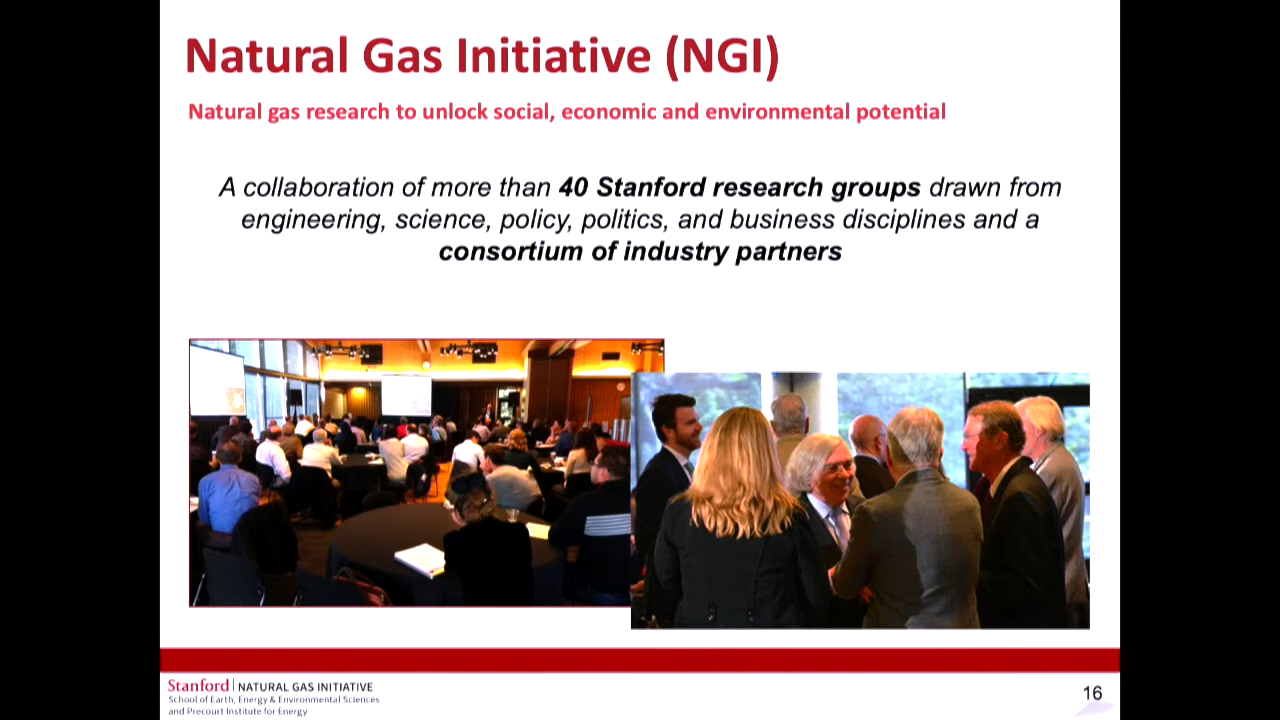 Natural Gas Initiative (NGI)
Natural gas research to unlock social, economic and environmental potential
A collaboration of more than 40 Stanford research groups drawn from
engineering, science, policy, politics, and business disciplines and a
consortium of industry partners
Stanford | NATURAL GAS INITIATIVE
School of Earth, Energy & Environmental Sciences
and Precourt Institute for Energy
16